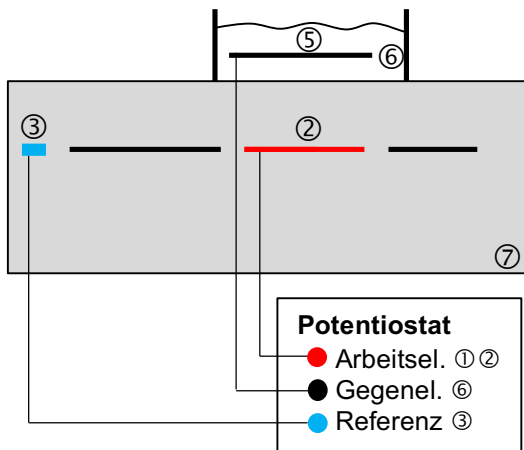 ⑤
⑥
③
②
⑦
Potentiostat
Arbeitsel. ①②
Gegenel. ⑥
Referenz ③